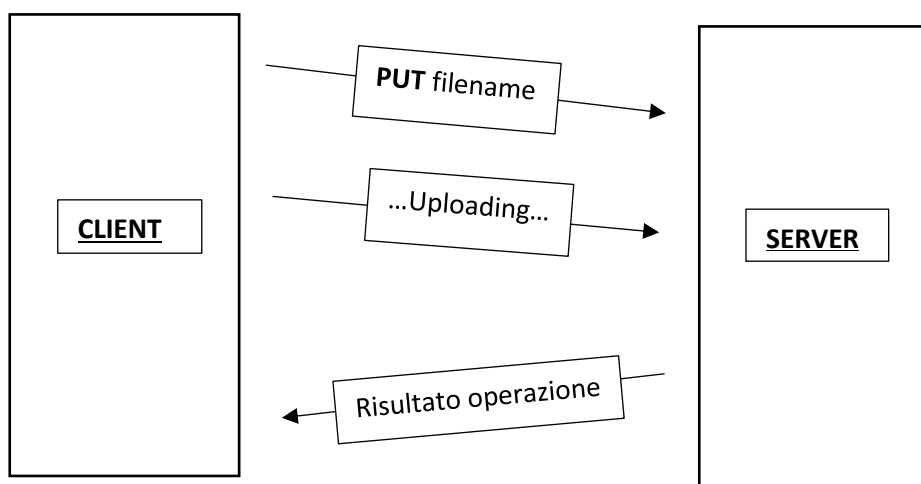 PUT filename
...Uploading...
CLIENT
SERVER
Risultato operazione